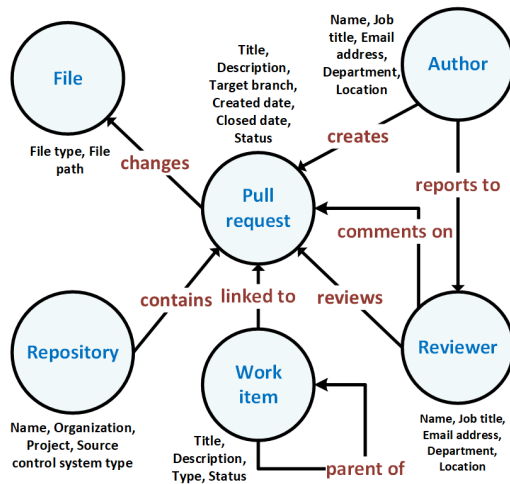 File
File type, File
path
Title,
Description,
Target branch,
Created date,
Closed date,
Status
Name, Job
title, Email
address,
Department,
Location
Author
creates
changes
Pull
request
reports to
comments on
contains
linked to
reviews
Repository
Name, Organization,
Project, Source
control system type
Work
item
Title,
Description,
Type, Status
parent of
Reviewer
Name, Job title,
Email address,
Department,
Location